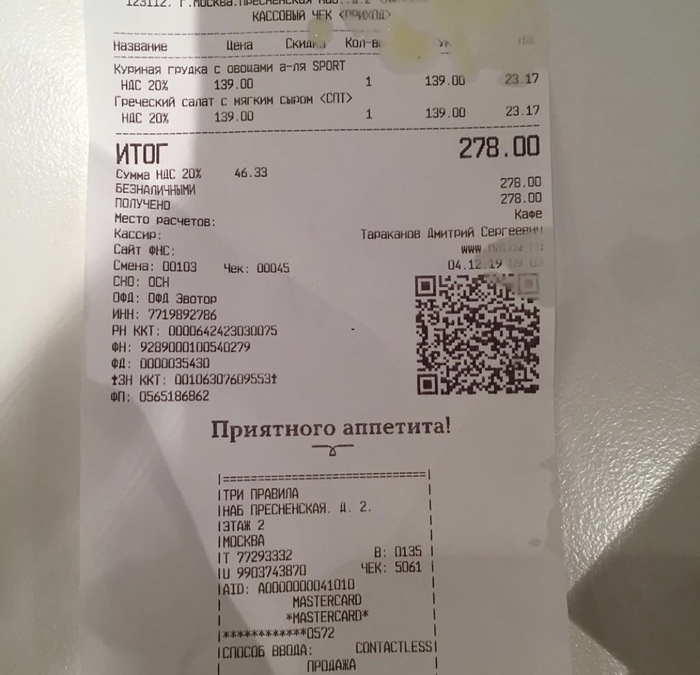 КАССОВЫЙ ЧЕК <ПРИХОД>
Название Цена Скидка Кол-во
Куриная грудка с овощами а-ля SPORT
НДС 20% 139.00 1 139.00 23.17
Греческий салат с мягким сыром <СПТ>
НДС 20% 139.00 1 139.00 23.17
ИТОГ 278.00
Сумма НДС 20% 46.33
БЕЗНАЛИЧНЫМИ 278.00
ПОЛУЧЕНО 278.00
Место расчетов: Кафе
Кассир: Тараканов Дмитрий Сергеевич
Сайт ФНС: www
Смена: 00103 Чек: 00045 04.12.19
СНО: ОСН
ОФД: ОФД Эвотор
ИНН: 7719892786
РН ККТ: 0000642423030075
ФН: 9289000100540279
ФД: 0000035430
†ЗН ККТ: 00106307609553†
ФП: 0565186862
Приятного аппетита!
|==============================|
|ТРИ ПРАВИЛА
|НАБ ПРЕСНЕНСКАЯ. Д. 2.
|ЭТАЖ 2
|МОСКВА
|T 77293332 B: 0135 |
|U 9903743870 ЧЕК: 5061 |
|AID: A0000000041010
MASTERCARD
*MASTERCARD*
|************0572
|СПОСОБ ВВОДА: CONTACTLESS|
ПРОДАЖА